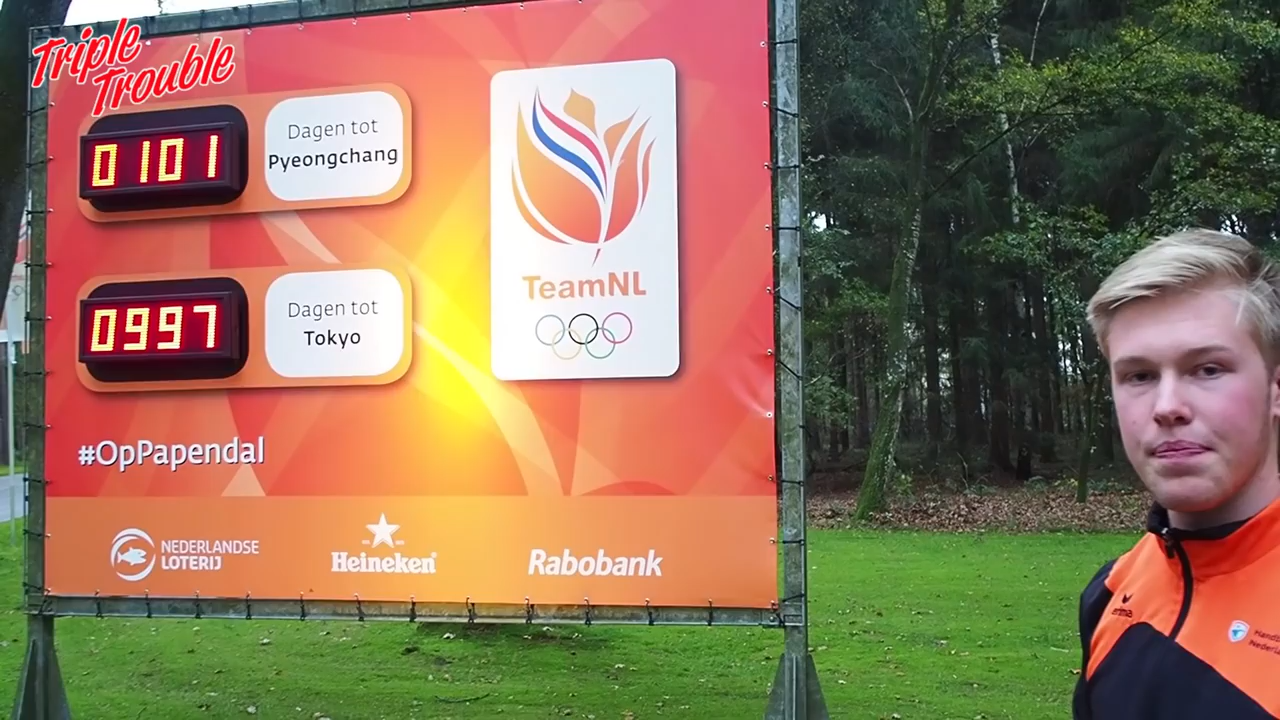 Triple
Trouble
0101
Dagen tot
Pyeongchang
0997
Dagen tot
Tokyo
TeamNL
#OpPapendal
NEDERLANDSE
LOTERIJ
Heineken
Rabobank
erima